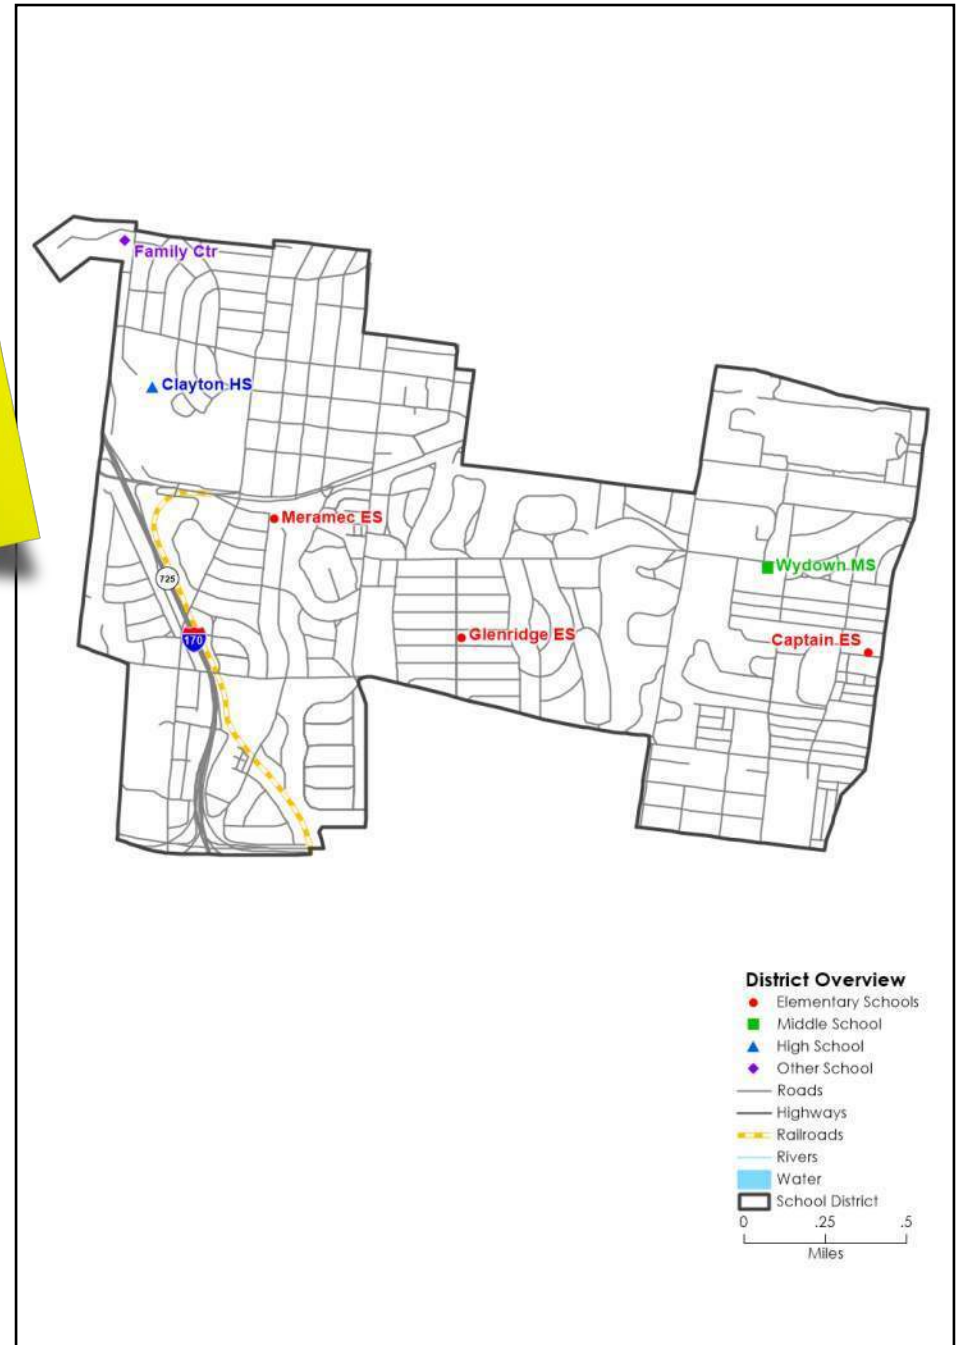 Family Ctr
Clayton HS
Meramec ES
Wydown MS
725
170
Glenridge ES
Captain ES
District Overview
Elementary Schools
Middle School
High School
Other School
Roads
Highways
Railroads
Rivers
Water
School District
0 .25 .5
Miles